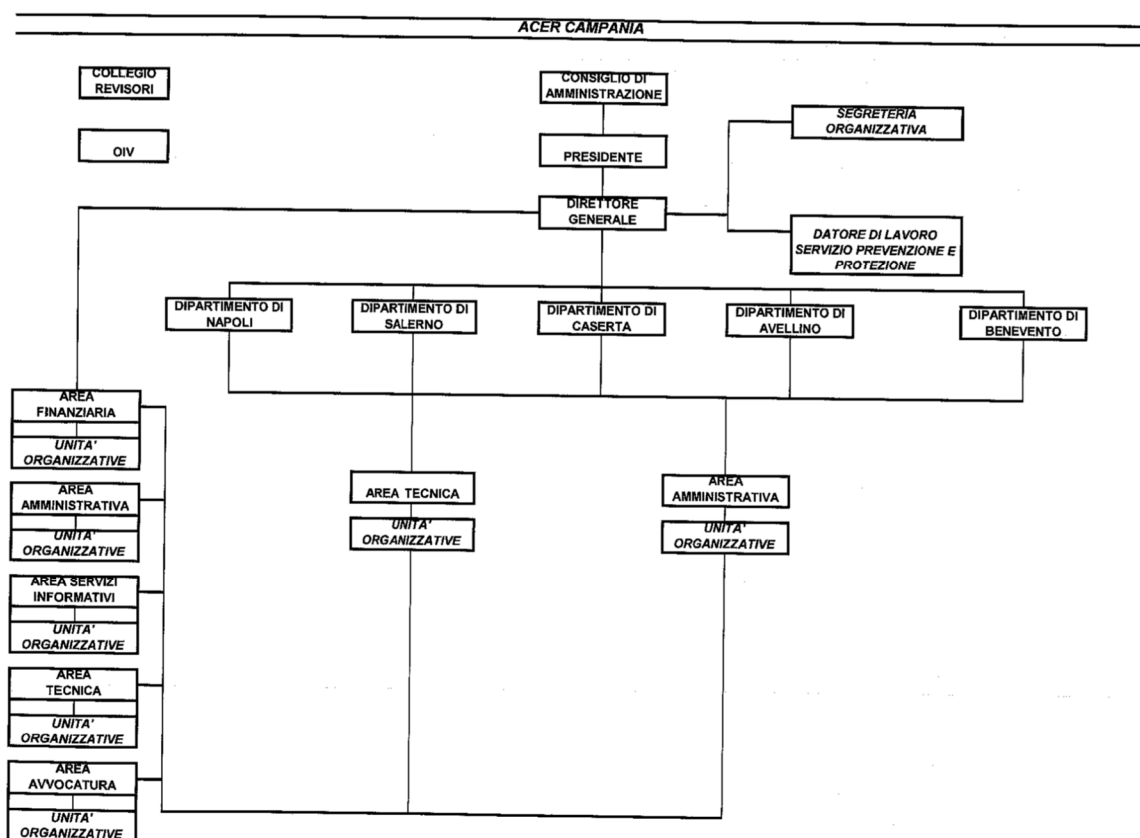 ACER CAMPANIA
COLLEGIO
REVISORI
CONSIGLIO DI
AMMINISTRAZIONE
SEGRETERIA
ORGANIZZATIVA
OIV
PRESIDENTE
DIRETTORE
GENERALE
DATORE DI LAVORO
SERVIZIO PREVENZIONE E
PROTEZIONE
DIPARTIMENTO DI
NAPOLI
DIPARTIMENTO DI
SALERNO
DIPARTIMENTO DI
CASERTA
DIPARTIMENTO DI
AVELLINO
DIPARTIMENTO DI
BENEVENTO
AREA
FINANZIARIA
UNITA'
ORGANIZZATIVE
AREA
AMMINISTRATIVA
UNITA'
ORGANIZZATIVE
AREA SERVIZI
INFORMATIVI
UNITA'
ORGANIZZATIVE
AREA
TECNICA
UNITA'
ORGANIZZATIVE
AREA
AVVOCATURA
UNITA'
ORGANIZZATIVE
AREA TECNICA
UNITA'
ORGANIZZATIVE
AREA
AMMINISTRATIVA
UNITA'
ORGANIZZATIVE